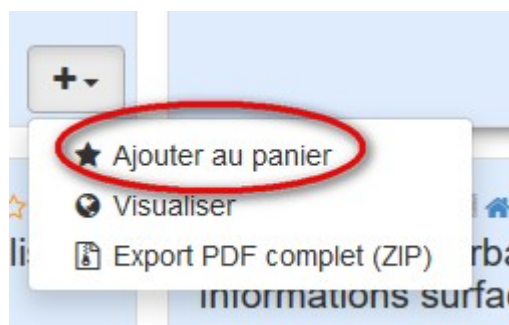 +
Ajouter au panier
Visualiser
Export PDF complet (ZIP)
informations surfa